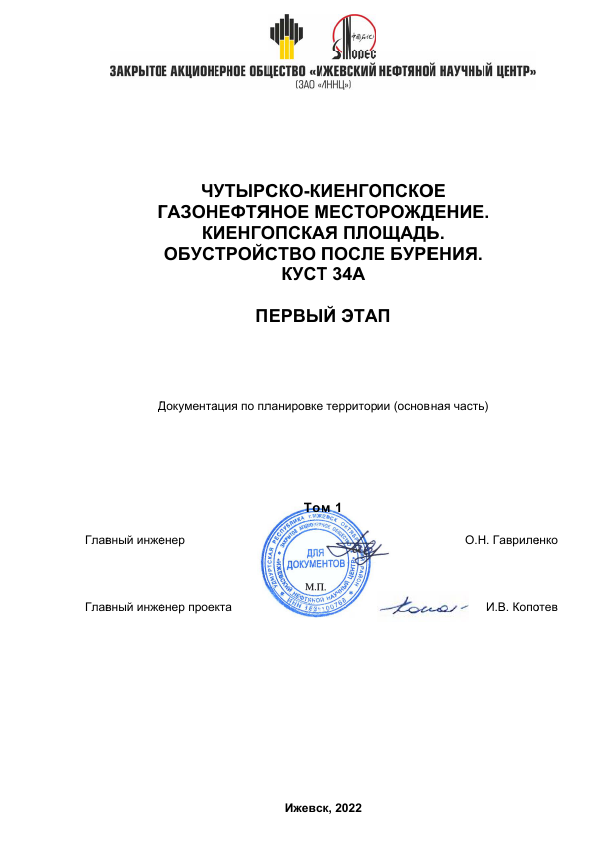 ЗАКРЫТОЕ АКЦИОНЕРНОЕ ОБЩЕСТВО «ИЖЕВСКИЙ НЕФТЯНОЙ НАУЧНЫЙ ЦЕНТР»
(ЗАО «ИННЦ»)
ЧУТЫРСКО-КИЕНГОПСКОЕ
ГАЗОНЕФТЯНОЕ МЕСТОРОЖДЕНИЕ.
КИЕНГОПСКАЯ ПЛОЩАДЬ.
ОБУСТРОЙСТВО ПОСЛЕ БУРЕНИЯ.
КУСТ 34А
ПЕРВЫЙ ЭТАП
Документация по планировке территории (основная часть)
Том 1
Главный инженер
О.Н. Гавриленко
ДЛЯ
ДОКУМЕНТОВ
М.П.
Главный инженер проекта
И.В. Копотев
Ижевск, 2022